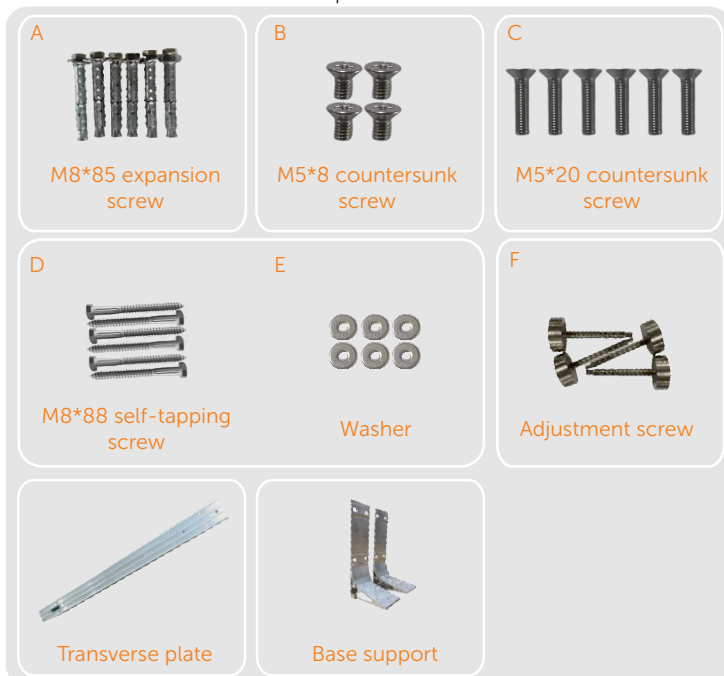 A
B
C
M8*85 expansion
screw
M5*8 countersunk
screw
M5*20 countersunk
screw
D
E
F
M8*88 self-tapping
screw
Washer
Adjustment screw
Transverse plate
Base support